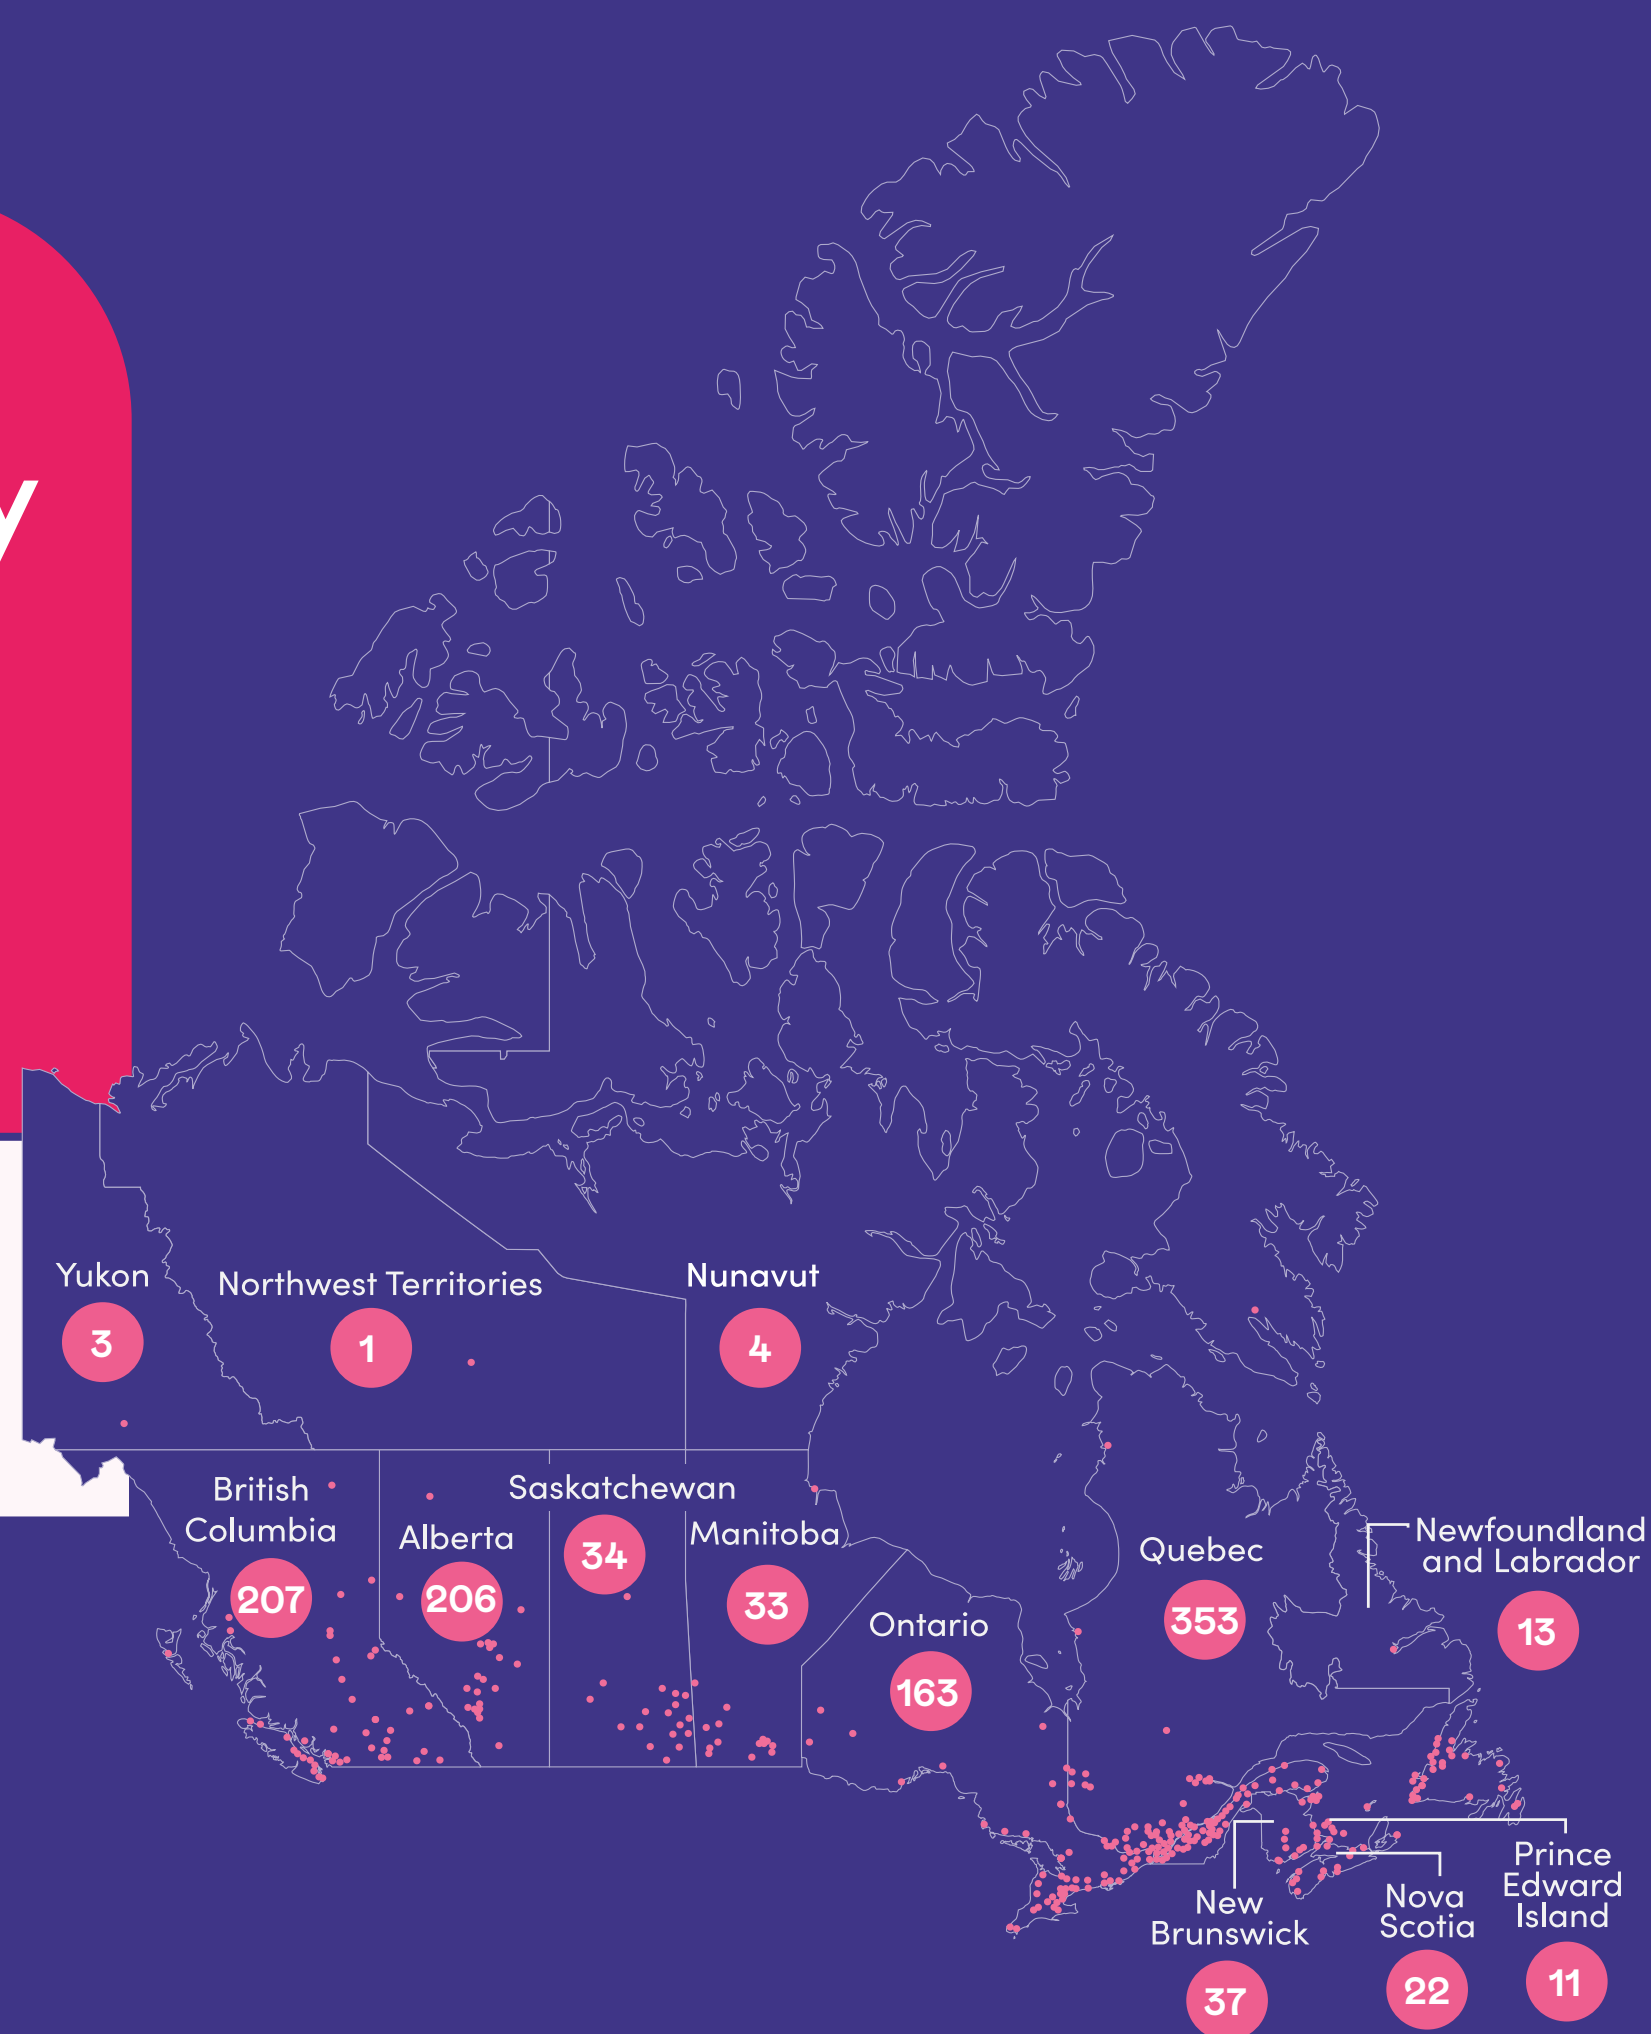 y
Yukon
3
Northwest Territories
1
Nunavut
4
British
Columbia
207
Alberta
206
Saskatchewan
34
Manitoba
33
Ontario
163
Quebec
353
Newfoundland
and Labrador
13
New
Brunswick
37
Nova
Scotia
22
Prince
Edward
Island
11